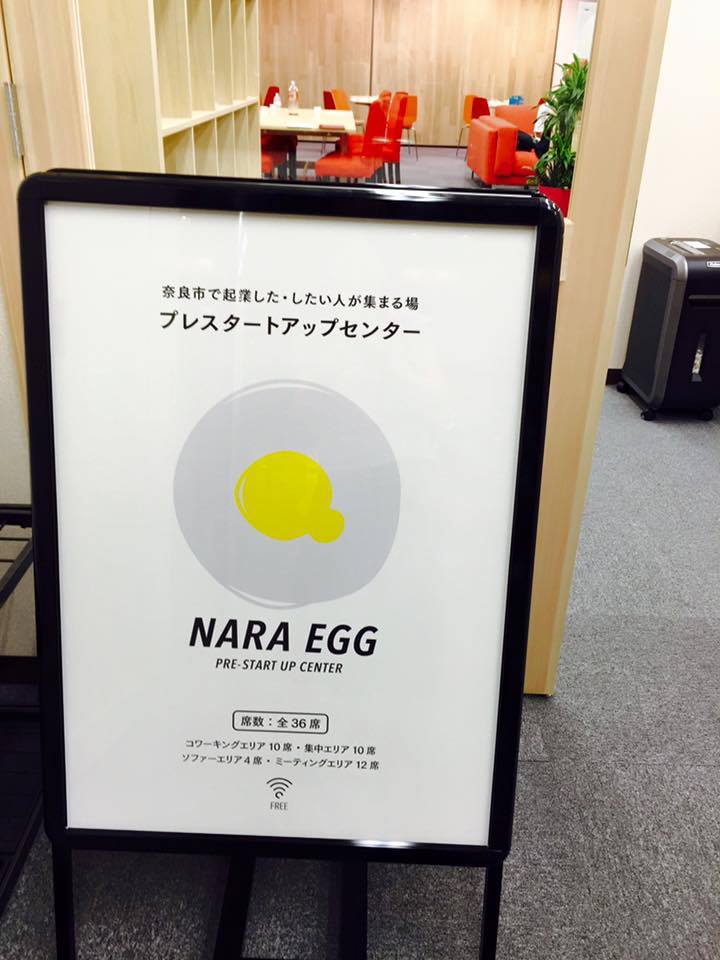 奈良市で起業した・したい人が集まる場
プレスタートアップセンター
NARA EGG
PRE-START UP CENTER
席数：全36席
コワーキングエリア10席・集中エリア10席
ソファーエリア4席・ミーティングエリア12席
FREE